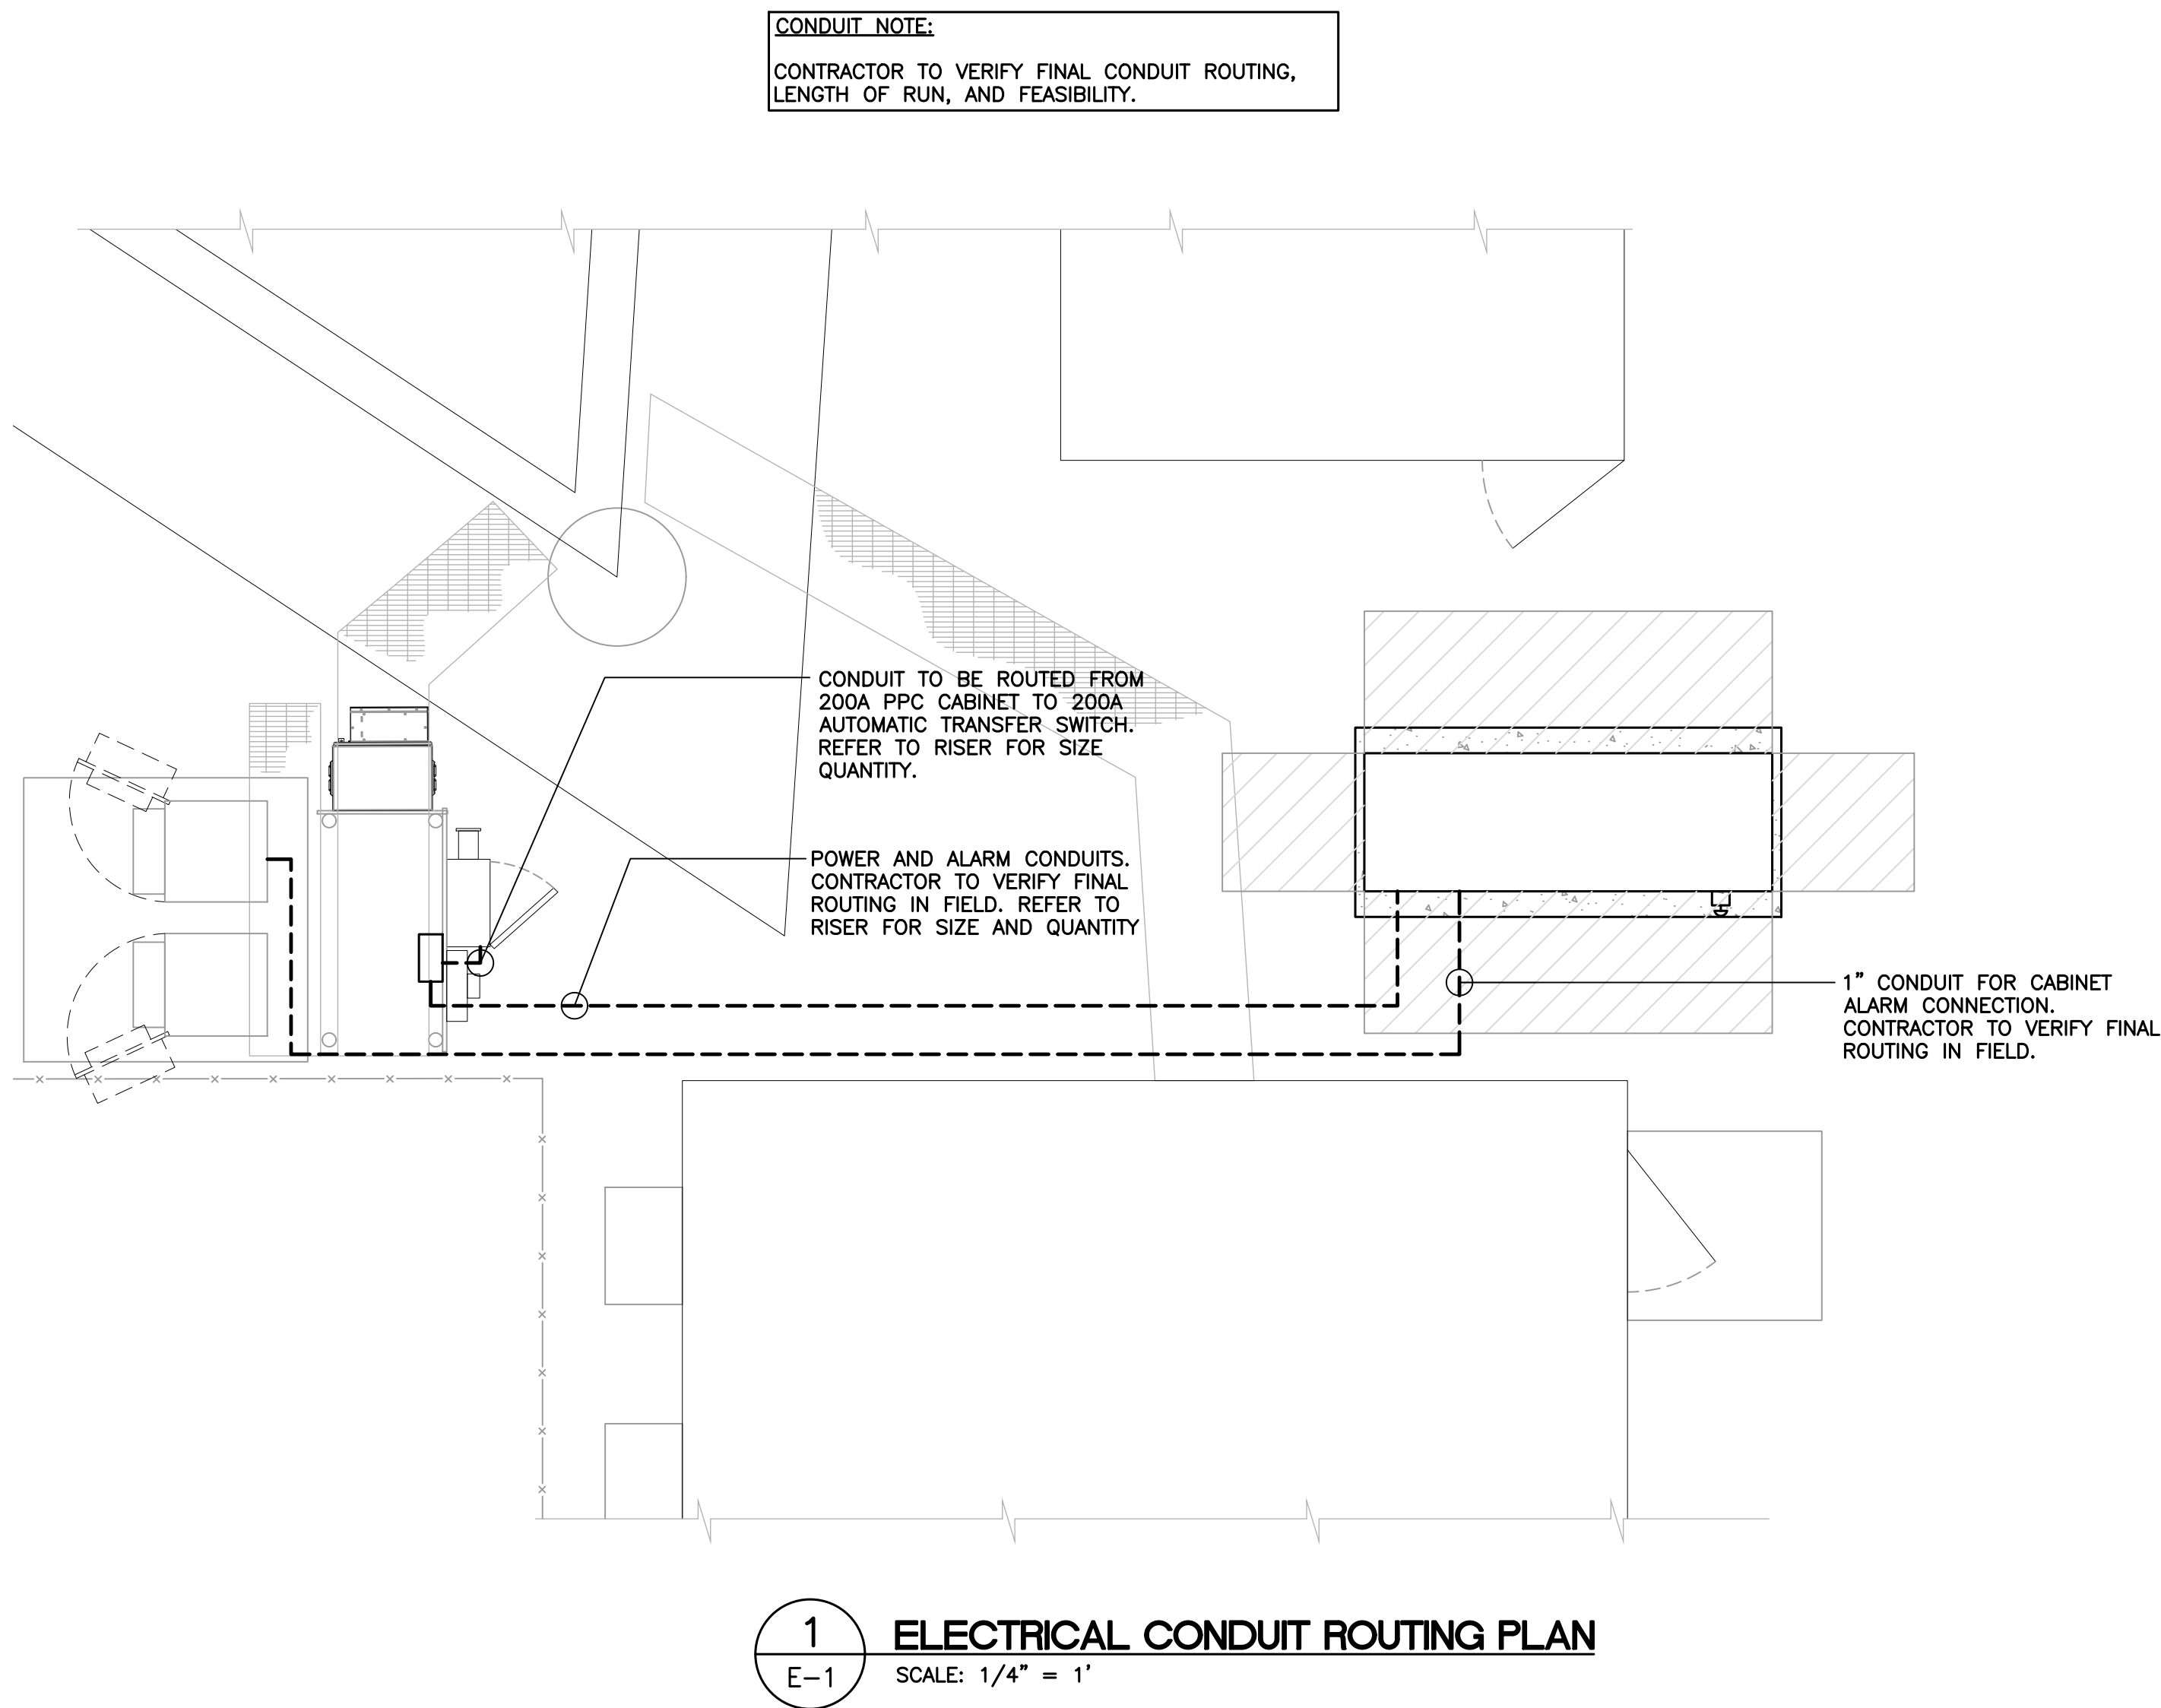 CONDUIT NOTE:
CONTRACTOR TO VERIFY FINAL CONDUIT ROUTING,
LENGTH OF RUN, AND FEASIBILITY.
CONDUIT TO BE ROUTED FROM
200A PPC CABINET TO 200A
AUTOMATIC TRANSFER SWITCH.
REFER TO RISER FOR SIZE
QUANTITY.
POWER AND ALARM CONDUITS.
CONTRACTOR TO VERIFY FINAL
ROUTING IN FIELD. REFER TO
RISER FOR SIZE AND QUANTITY
1" CONDUIT FOR CABINET
ALARM CONNECTION.
CONTRACTOR TO VERIFY FINAL
ROUTING IN FIELD.
1
E-1
ELECTRICAL CONDUIT ROUTING PLAN
SCALE: 1/4" = 1'